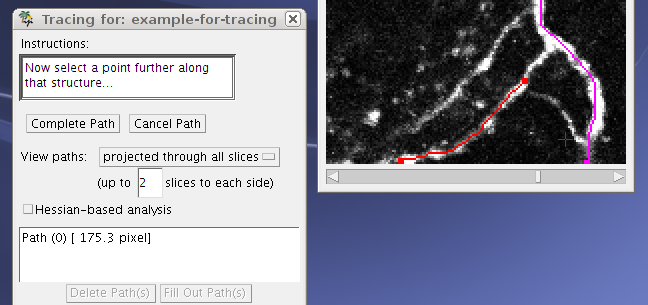 Tracing for: example-for-tracing
Instructions:
Now select a point further along
that structure...
Complete Path
Cancel Path
View paths: projected through all slices
(up to 2 slices to each side)
Hessian-based analysis
Path (0) [ 175.3 pixel]
Delete Path(s)
Fill Out Path(s)